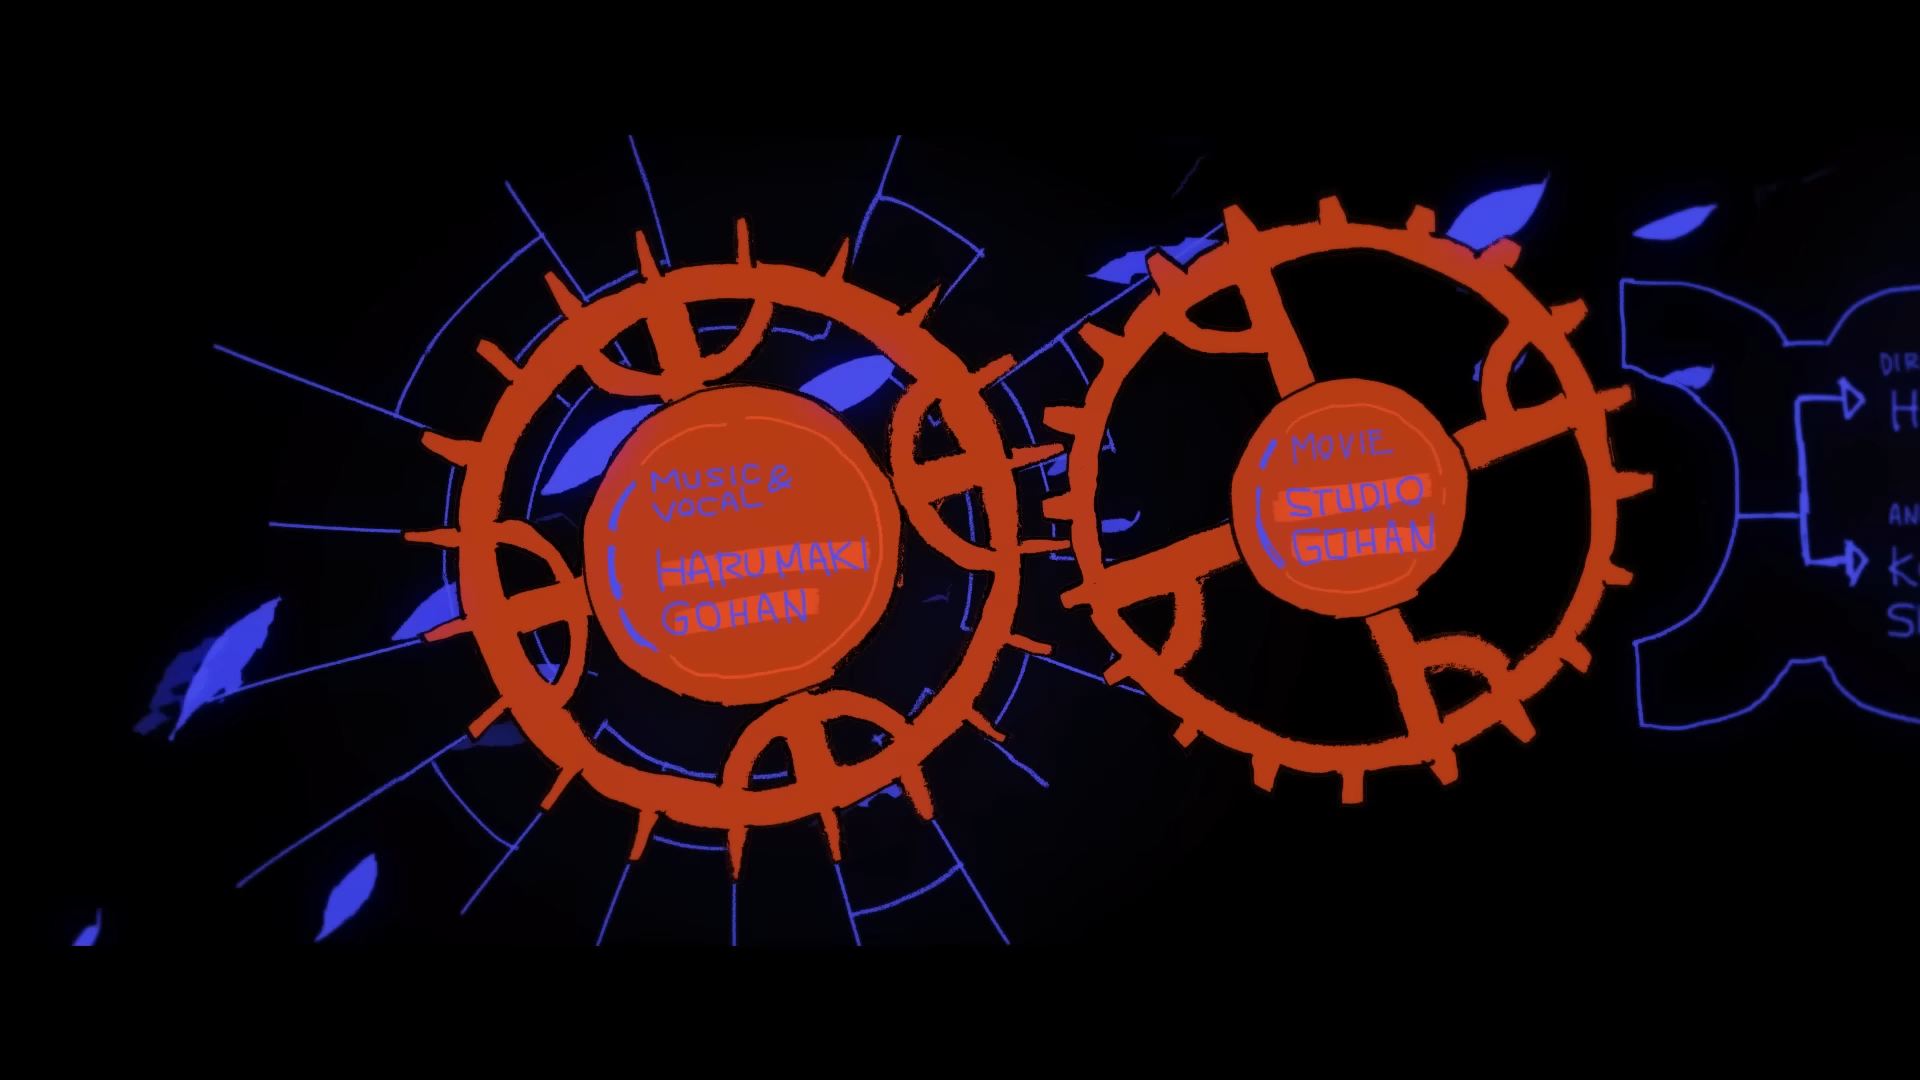 MUSIC &
VOCAL
HARUMAKI
GOHAN
MOVIE
STUDIO
GOHAN